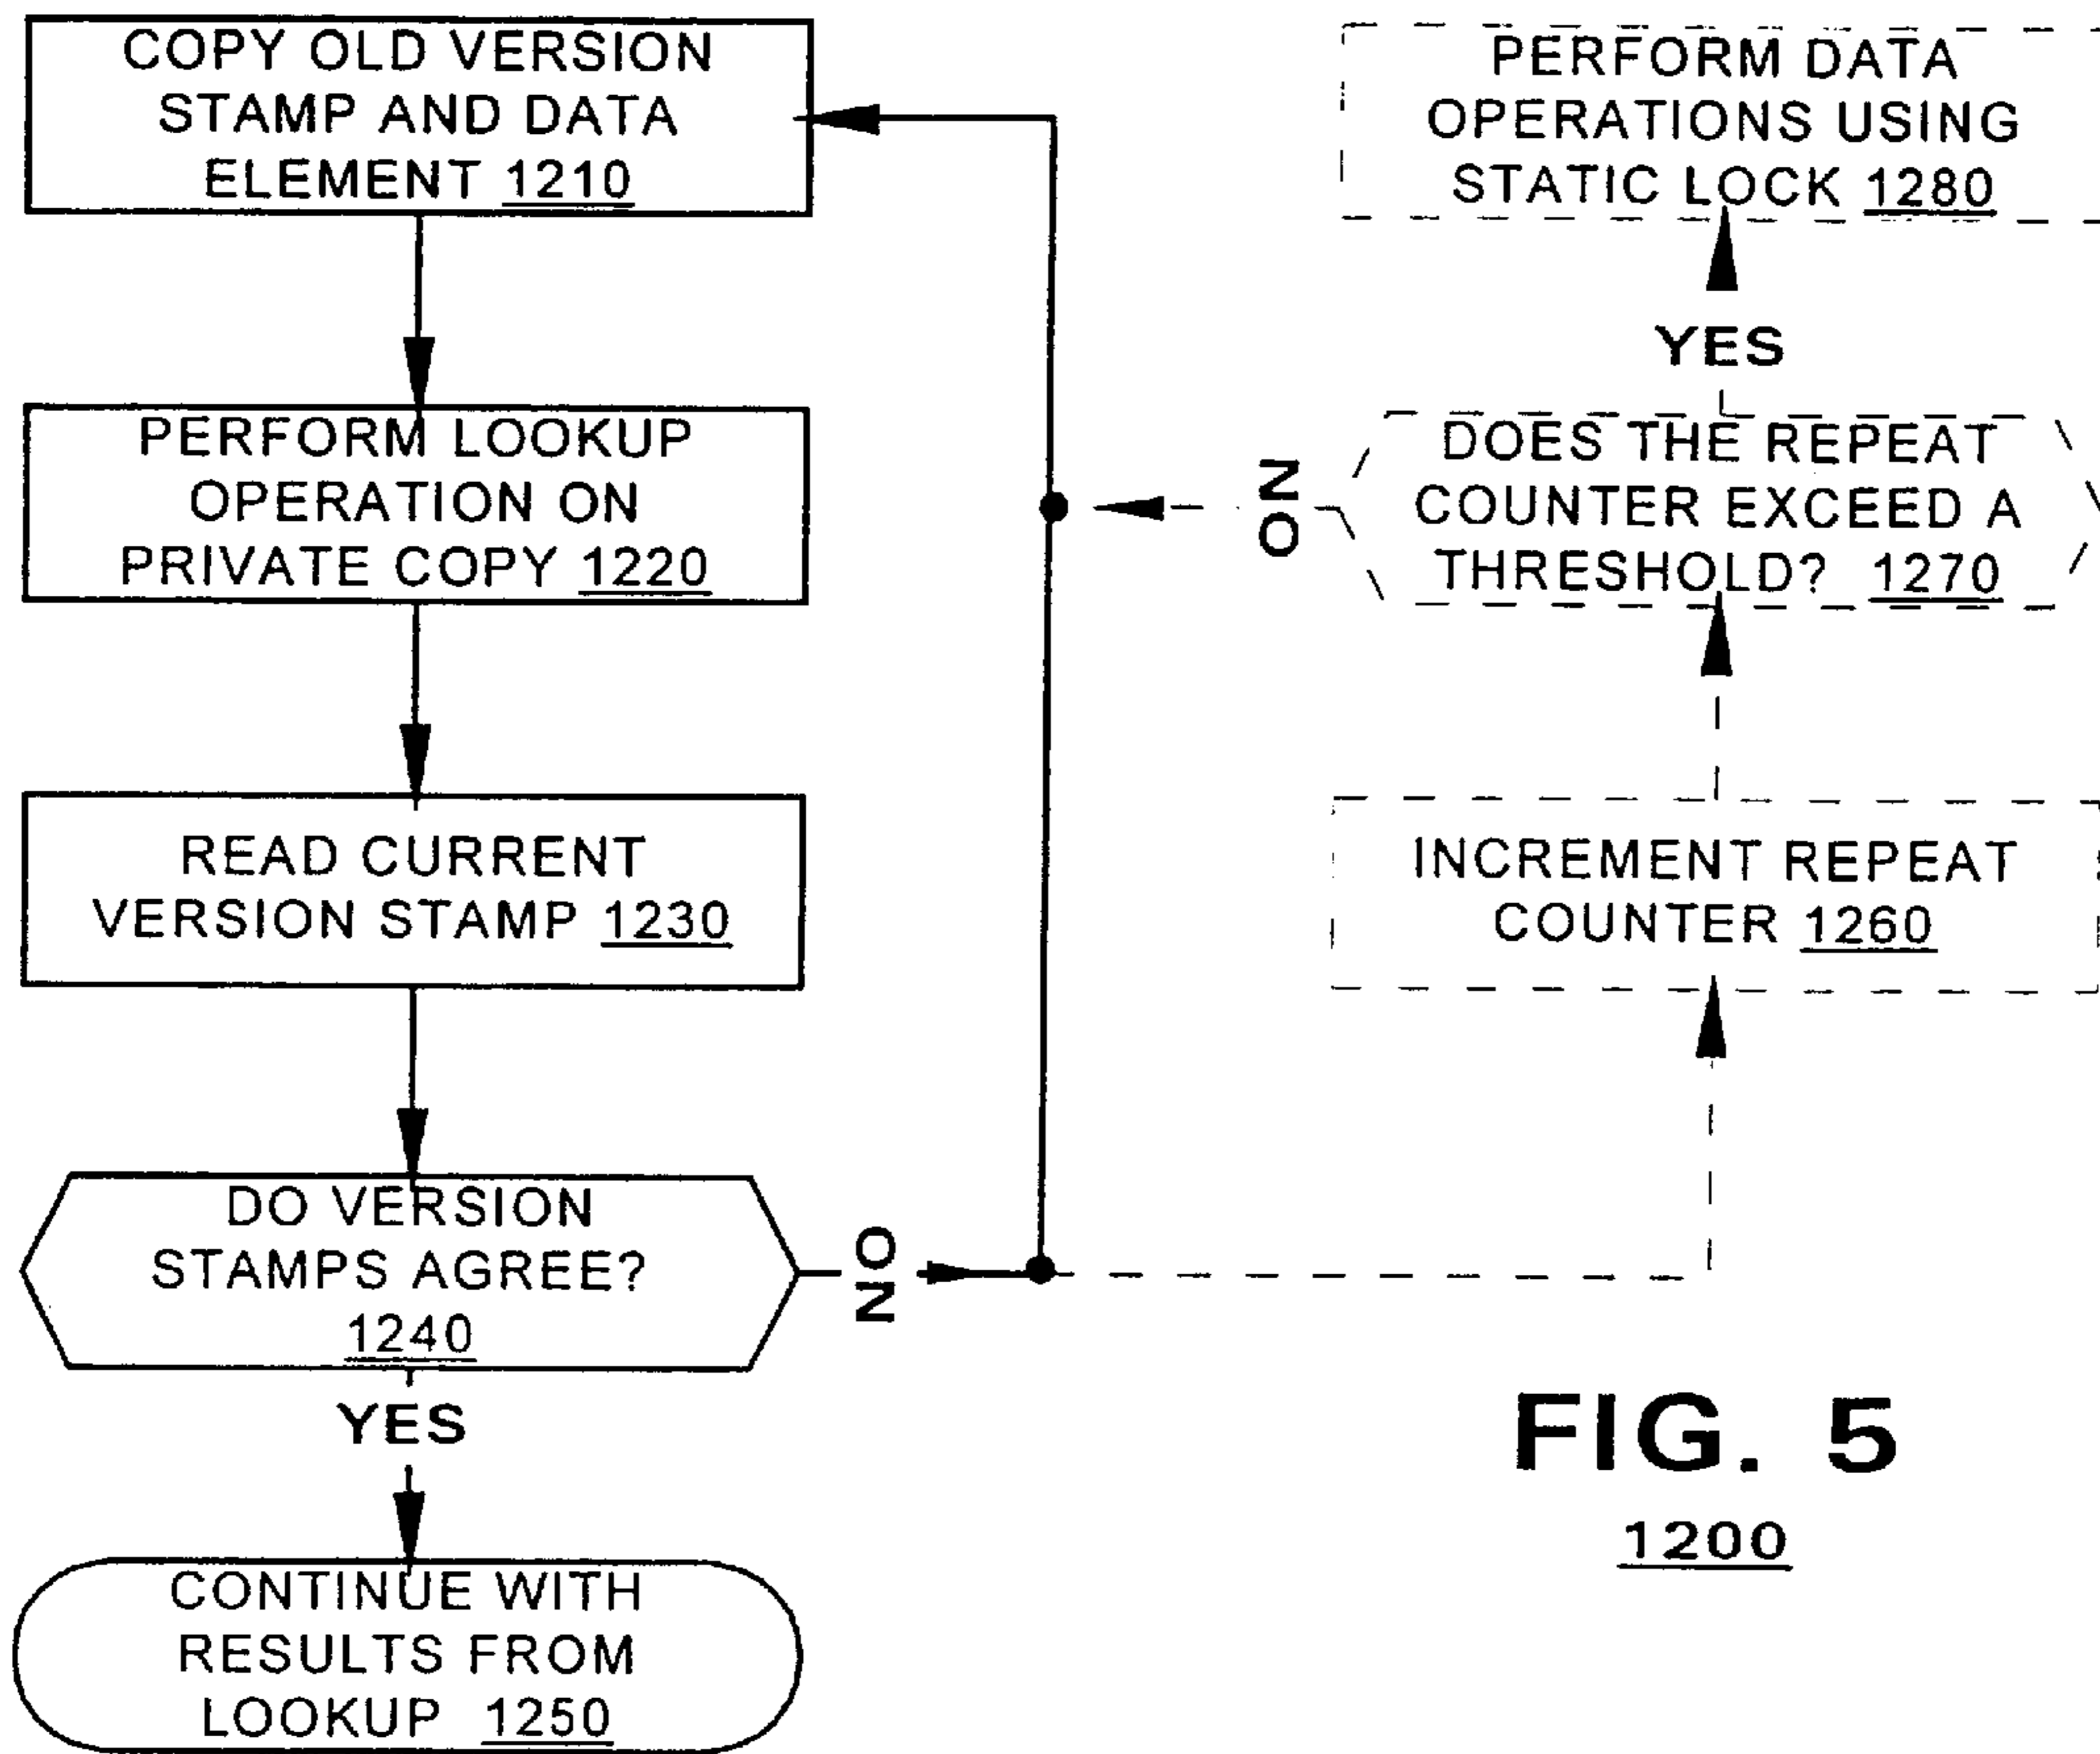 COPY OLD VERSION
STAMP AND DATA
ELEMENT 1210
PERFORM LOOKUP
OPERATION ON
PRIVATE COPY 1220
READ CURRENT
VERSION STAMP 1230
DO VERSION
STAMPS AGREE?
1240
NO
YES
CONTINUE WITH
RESULTS FROM
LOOKUP 1250
PERFORM DATA
OPERATIONS USING
STATIC LOCK 1280
YES
DOES THE REPEAT
COUNTER EXCEED A
THRESHOLD? 1270
NO
INCREMENT REPEAT
COUNTER 1260
FIG. 5
1200